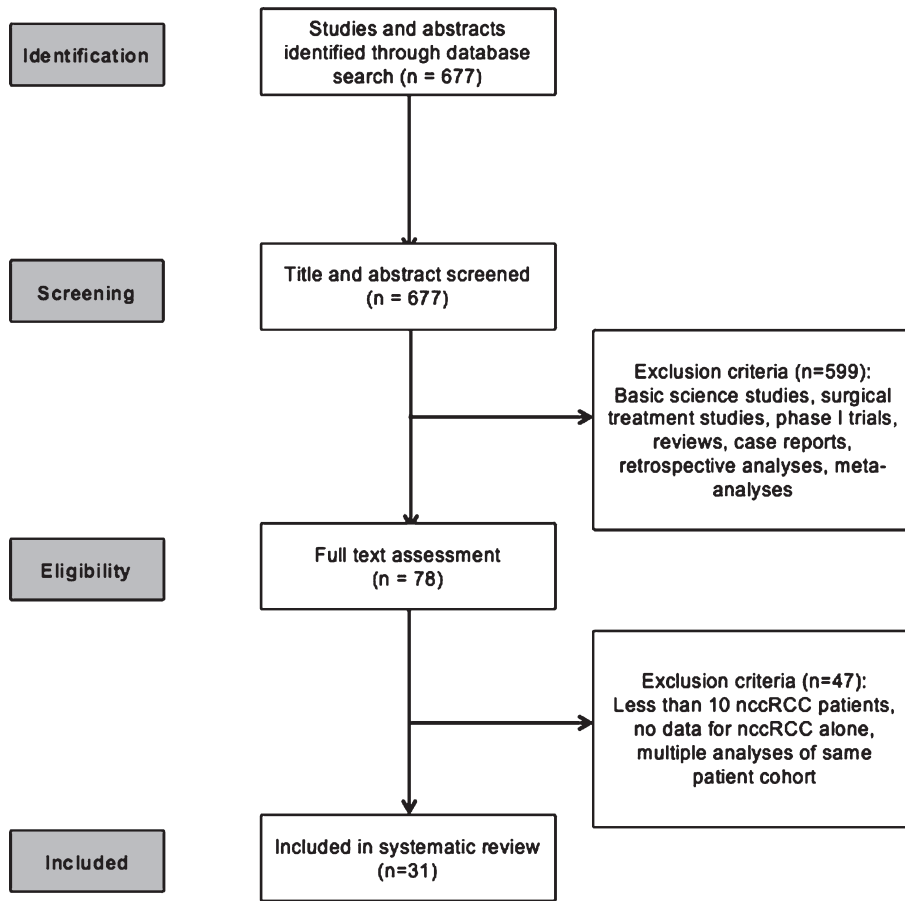 Identification
Studies and abstracts
identified through database
search (n = 677)
Screening
Title and abstract screened
(n = 677)
Exclusion criteria (n=599):
Basic science studies, surgical
treatment studies, phase I trials,
reviews, case reports,
retrospective analyses, meta-
analyses
Eligibility
Full text assessment
(n = 78)
Exclusion criteria (n=47):
Less than 10 nccRCC patients,
no data for nccRCC alone,
multiple analyses of same
patient cohort
Included
Included in systematic review
(n=31)